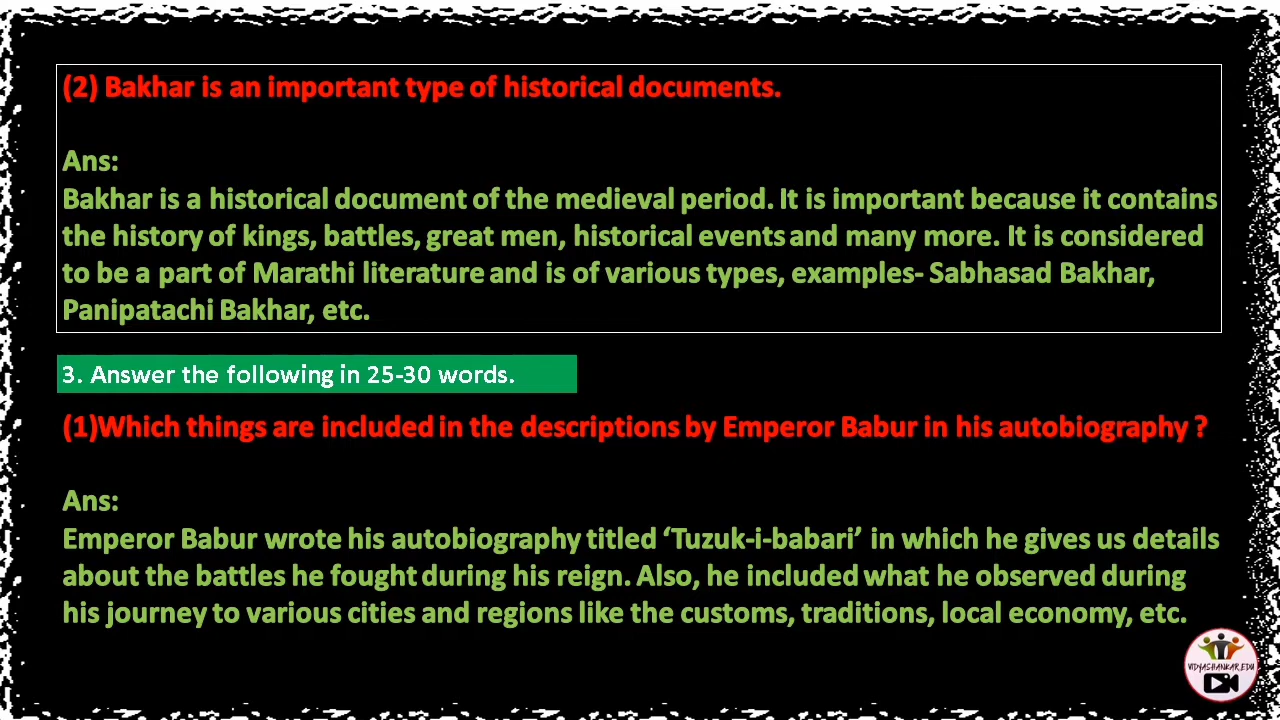 (2) Bakhar is an important type of historical documents.
Ans:
Bakhar is a historical document of the medieval period. It is important because it contains
the history of kings, battles, great men, historical events and many more. It is considered
to be a part of Marathi literature and is of various types, examples- Sabhasad Bakhar,
Panipatachi Bakhar, etc.
3. Answer the following in 25-30 words.
(1)Which things are included in the descriptions by Emperor Babur in his autobiography ?
Ans:
Emperor Babur wrote his autobiography titled ‘Tuzuk-i-babari’ in which he gives us details
about the battles he fought during his reign. Also, he included what he observed during
his journey to various cities and regions like the customs, traditions, local economy, etc.
VIDYASHANKAR.EDU